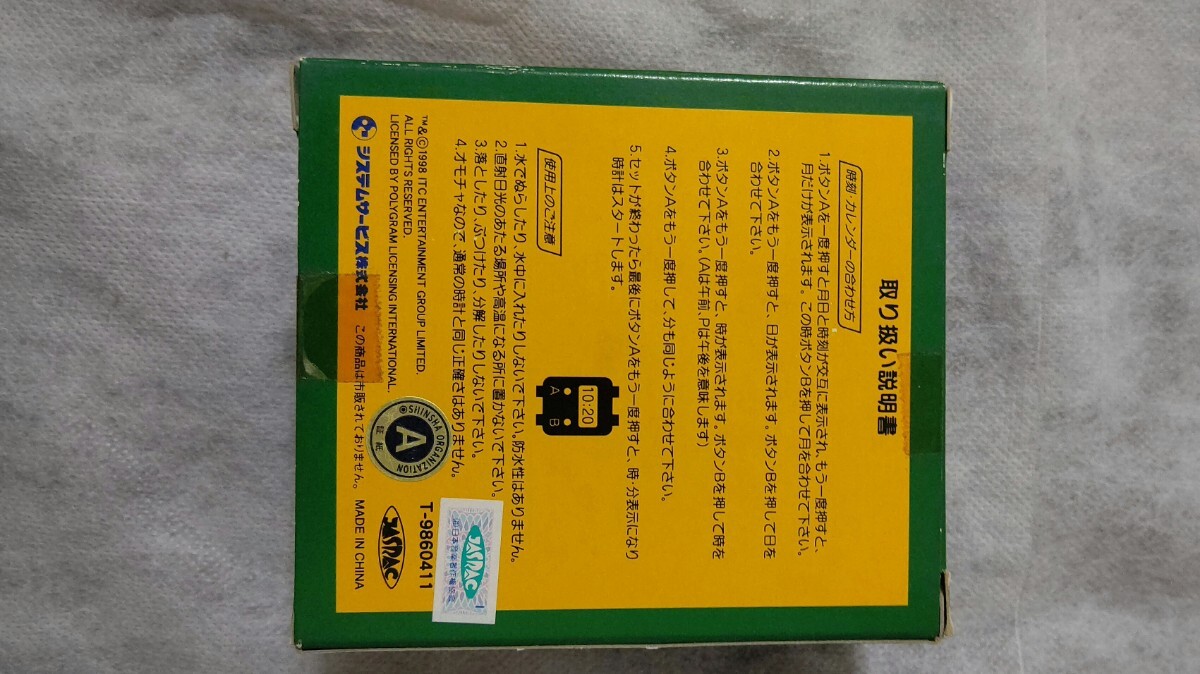 取り扱い説明書
時刻・カレンダーの合わせ方
1.ボタンAを一度押すと月日と時刻が交互に表示され、もう一度押すと、
月だけが表示されます。この時ボタンBを押して月を合わせて下さい。
2.ボタンAをもう一度押すと、日が表示されます。ボタンBを押して日を
合わせて下さい。
3.ボタンAをもう一度押すと、時が表示されます。ボタンBを押して時を
合わせて下さい。(Aは午前、Pは午後を意味します)
4.ボタンAをもう一度押して、分も同じように合わせて下さい。
5.セットが終わったら最後にボタンAをもう一度押すと、時・分表示になり
時計はスタートします。
10:20
A B
使用上のご注意
1.水でぬらしたり、水中に入れたりしないで下さい。防水性はありません。
2.直射日光のあたる場所や高温になる所に置かないで下さい。
3.落としたり、ぶつけたり、分解したりしないで下さい。
4.オモチャなので、通常の時計と同じ正確さはありません。
™&©1998 ITC ENTERTAINMENT GROUP LIMITED.
ALL RIGHTS RESERVED.
LICENSED BY POLYGRAM LICENSING INTERNATIONAL.
©SHINSHA ORGANIZATION
A
証紙
T-9860411
JASRAC
JASRAC
システムサービス株式会社
この商品は市販されておりません。 MADE IN CHINA